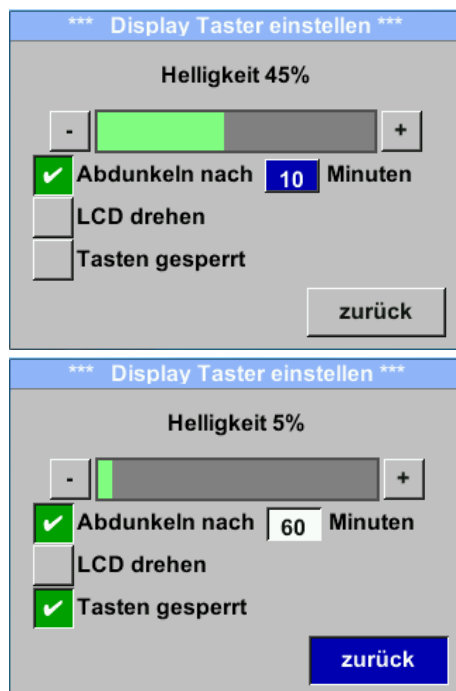 *** Display Taster einstellen ***
Helligkeit 45%
- +
Abdunkeln nach 10 Minuten
LCD drehen
Tasten gesperrt
zurück
*** Display Taster einstellen ***
Helligkeit 5%
- +
Abdunkeln nach 60 Minuten
LCD drehen
Tasten gesperrt
zurück